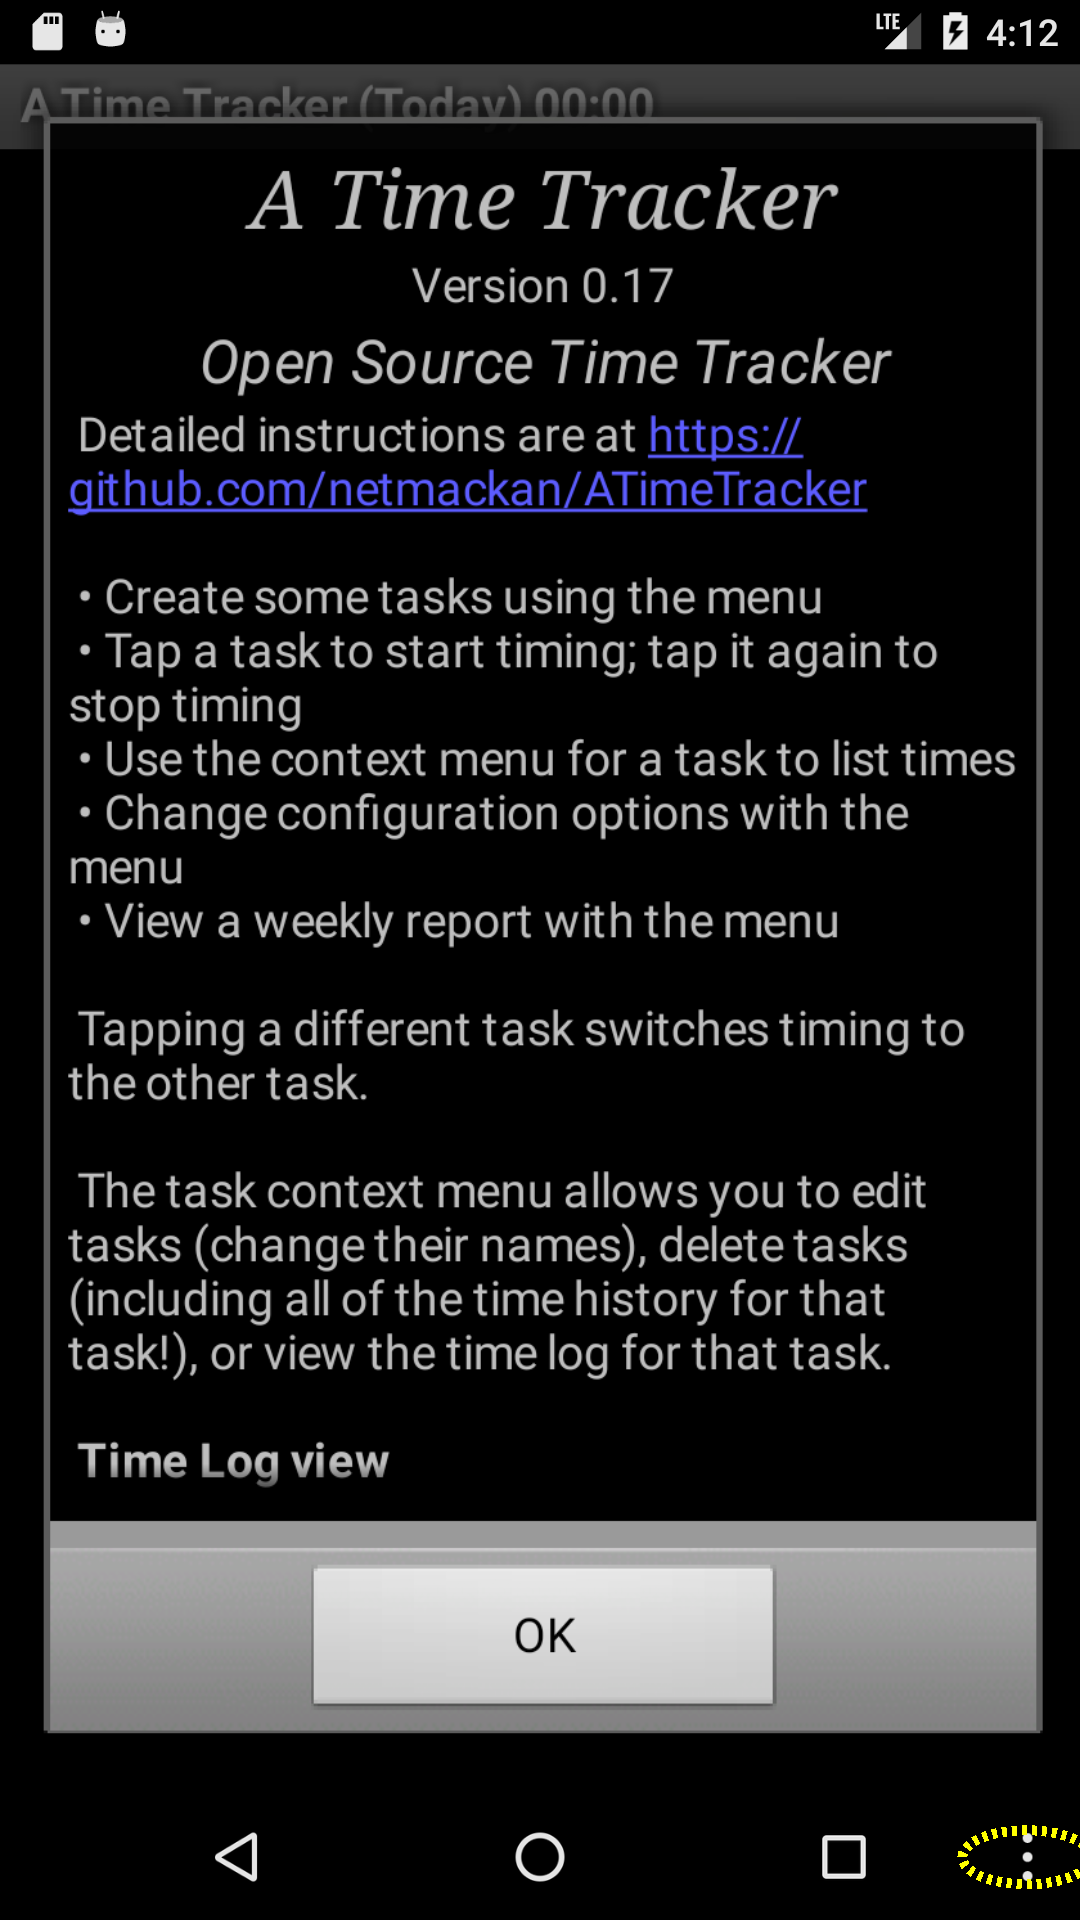 LTE 4:12
A Time Tracker (Today) 00:00
A Time Tracker
Version 0.17
Open Source Time Tracker
Detailed instructions are at https://
github.com/netmackan/ATimeTracker
• Create some tasks using the menu
• Tap a task to start timing; tap it again to
stop timing
• Use the context menu for a task to list times
• Change configuration options with the
menu
• View a weekly report with the menu
Tapping a different task switches timing to
the other task.
The task context menu allows you to edit
tasks (change their names), delete tasks
(including all of the time history for that
task!), or view the time log for that task.
Time Log view
OK